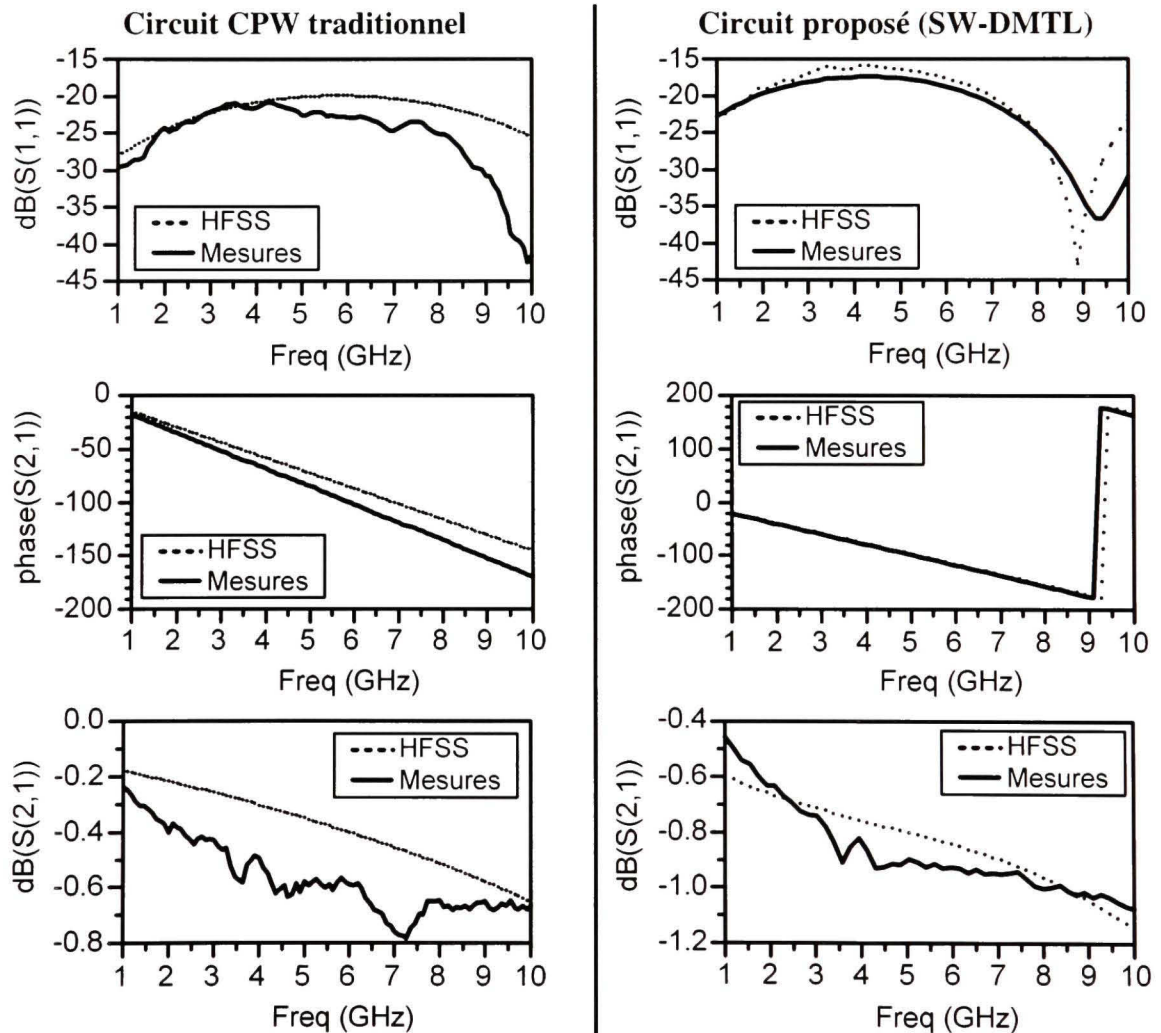 Circuit CPW traditionnel
dB(S(1,1))
-15
-20
-25
-30
-35
-40
-45
HFSS
Mesures
1 2 3 4 5 6 7 8 9 10
Freq (GHz)
phase(S(2,1))
0
-50
-100
-150
-200
HFSS
Mesures
1 2 3 4 5 6 7 8 9 10
Freq (GHz)
dB(S(2,1))
0.0
-0.2
-0.4
-0.6
-0.8
HFSS
Mesures
1 2 3 4 5 6 7 8 9 10
Freq (GHz)
Circuit proposé (SW-DMTL)
dB(S(1,1))
-15
-20
-25
-30
-35
-40
-45
HFSS
Mesures
1 2 3 4 5 6 7 8 9 10
Freq (GHz)
phase(S(2,1))
200
100
0
-100
-200
HFSS
Mesures
1 2 3 4 5 6 7 8 9 10
Freq (GHz)
dB(S(2,1))
-0.4
-0.6
-0.8
-1.0
-1.2
HFSS
Mesures
1 2 3 4 5 6 7 8 9 10
Freq (GHz)